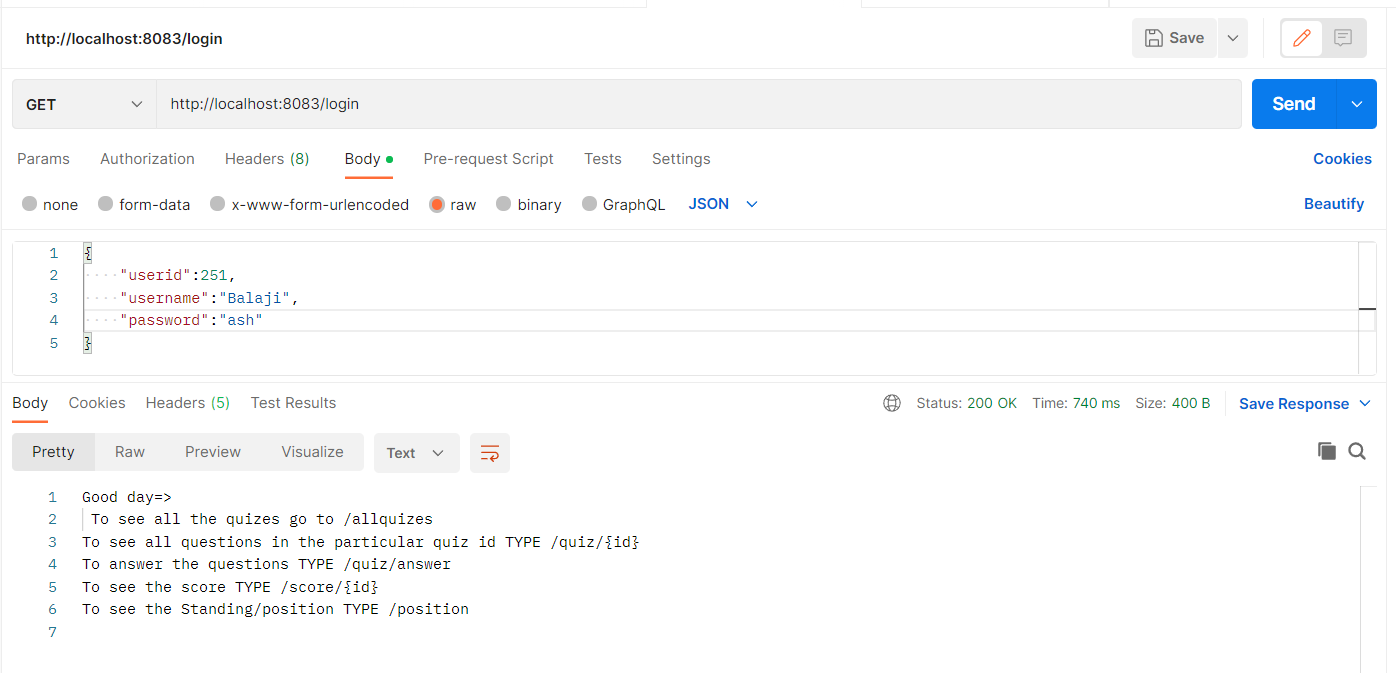 http://localhost:8083/login
Save
GET http://localhost:8083/login Send
Params Authorization Headers (8) Body Pre-request Script Tests Settings Cookies
none form-data x-www-form-urlencoded raw binary GraphQL JSON Beautify
1 {
2 ····"userid":251,
3 ····"username":"Balaji",
4 ····"password":"ash"
5 }
Body Cookies Headers (5) Test Results Status: 200 OK Time: 740 ms Size: 400 B Save Response
Pretty Raw Preview Visualize Text
1 Good day=>
2 To see all the quizes go to /allquizes
3 To see all questions in the particular quiz id TYPE /quiz/{id}
4 To answer the questions TYPE /quiz/answer
5 To see the score TYPE /score/{id}
6 To see the Standing/position TYPE /position
7